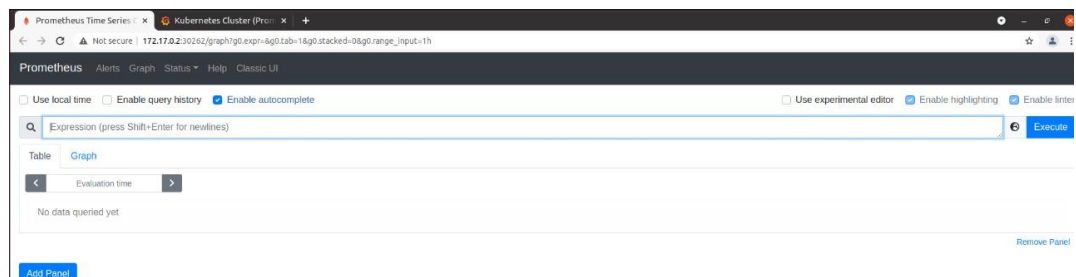 Prometheus Time Series C
Kubernetes Cluster (Prom
Not secure | 172.17.0.2:30262/graph?g0.expr=&g0.tab=1&g0.stacked=0&g0.range_input=1h
Prometheus Alerts Graph Status Help Classic UI
Use local time Enable query history Enable autocomplete Use experimental editor Enable highlighting Enable linter
Expression (press Shift+Enter for newlines) Execute
Table Graph
Evaluation time
No data queried yet
Remove Panel
Add Panel